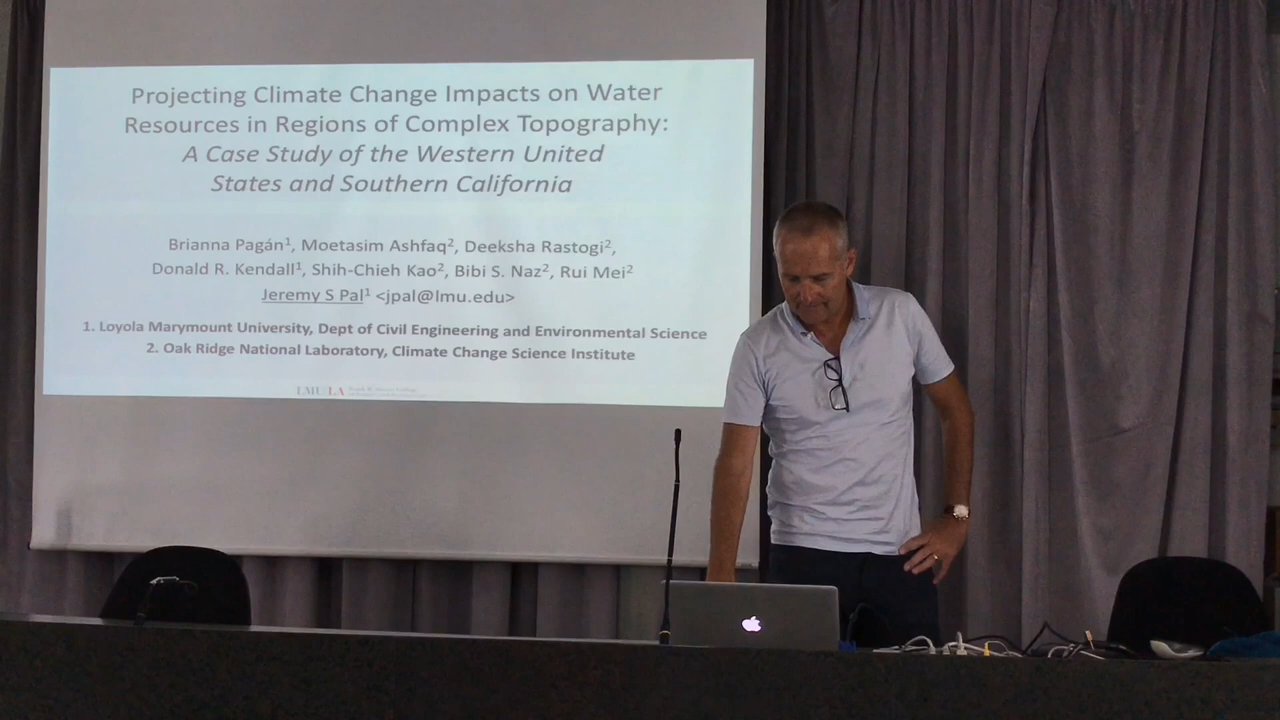 Projecting Climate Change Impacts on Water
Resources in Regions of Complex Topography:
A Case Study of the Western United
States and Southern California
Brianna Pagán¹, Moetasim Ashfaq², Deeksha Rastogi²,
Donald R. Kendall¹, Shih-Chieh Kao², Bibi S. Naz², Rui Mei²
Jeremy S Pal¹ <jpal@lmu.edu>
1. Loyola Marymount University, Dept of Civil Engineering and Environmental Science
2. Oak Ridge National Laboratory, Climate Change Science Institute
LMU LA